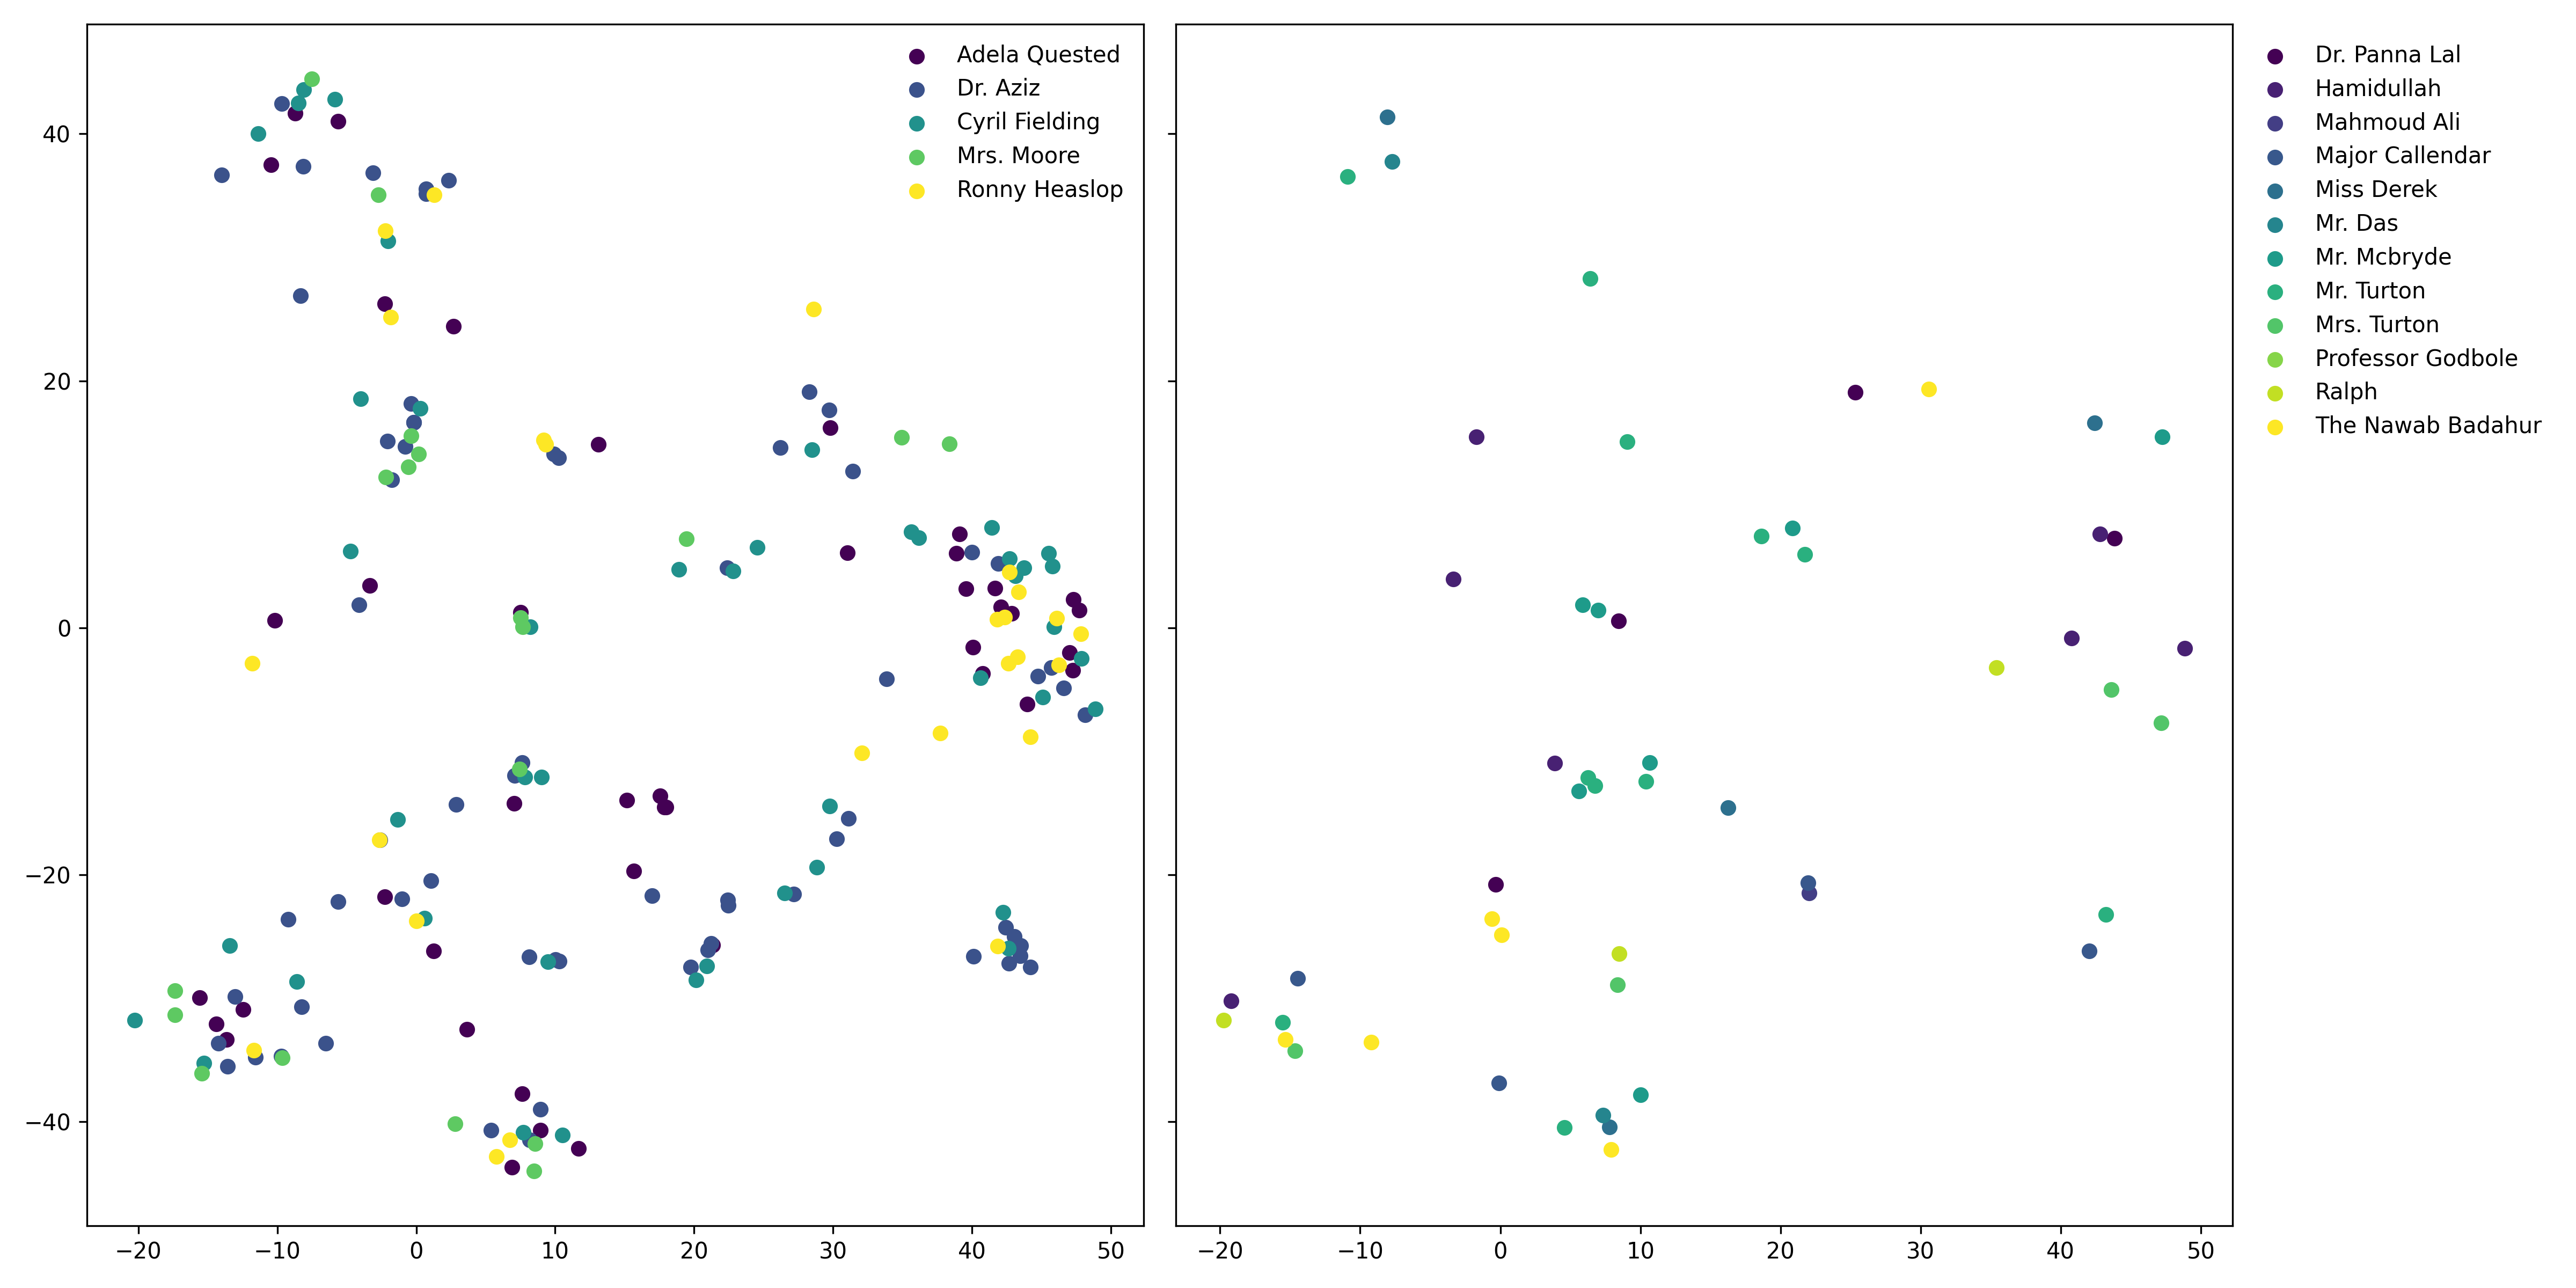 40
20
0
−20
−40
−20 −10 0 10 20 30 40 50
Adela Quested
Dr. Aziz
Cyril Fielding
Mrs. Moore
Ronny Heaslop
−20 −10 0 10 20 30 40 50
Dr. Panna Lal
Hamidullah
Mahmoud Ali
Major Callendar
Miss Derek
Mr. Das
Mr. Mcbryde
Mr. Turton
Mrs. Turton
Professor Godbole
Ralph
The Nawab Badahur